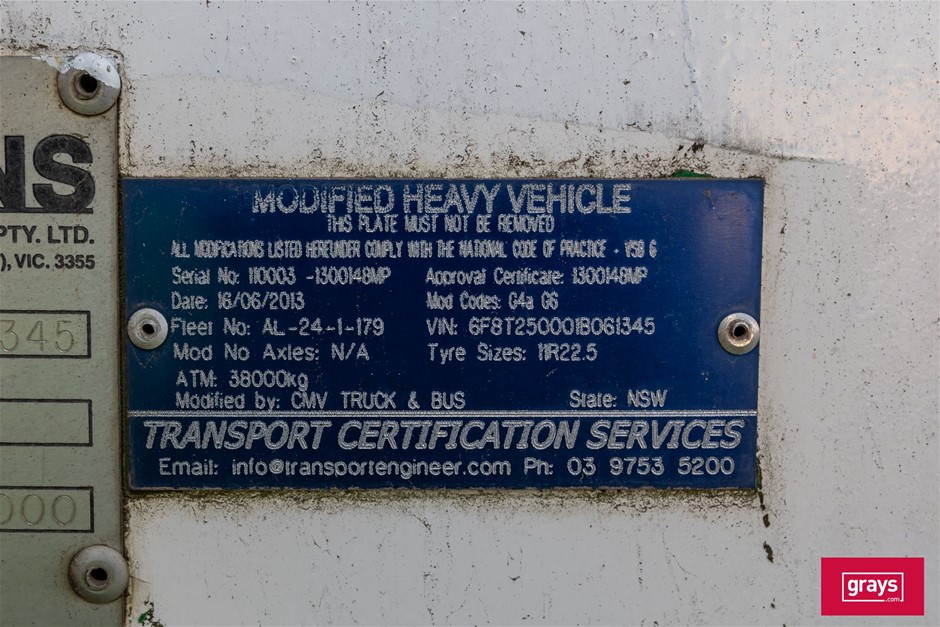 NS
PTY. LTD.
), VIC. 3355
345
000
MODIFIED HEAVY VEHICLE
THIS PLATE MUST NOT BE REMOVED
ALL MODIFICATIONS LISTED HEREUNDER COMPLY WITH THE NATIONAL CODE OF PRACTICE - VSB 6
Serial No: 110003 -1300148MP Approval Certificate: 1300148MP
Date: 16/06/2013 Mod Codes: G4a G6
Fleet No: AL-24-1-179 VIN: 6F8T250001B061345
Mod No Axles: N/A Tyre Sizes: 11R22.5
ATM: 38000kg
Modified by: CMV TRUCK & BUS State: NSW
TRANSPORT CERTIFICATION SERVICES
Email: info@transportengineer.com Ph: 03 9753 5200
grays
.com